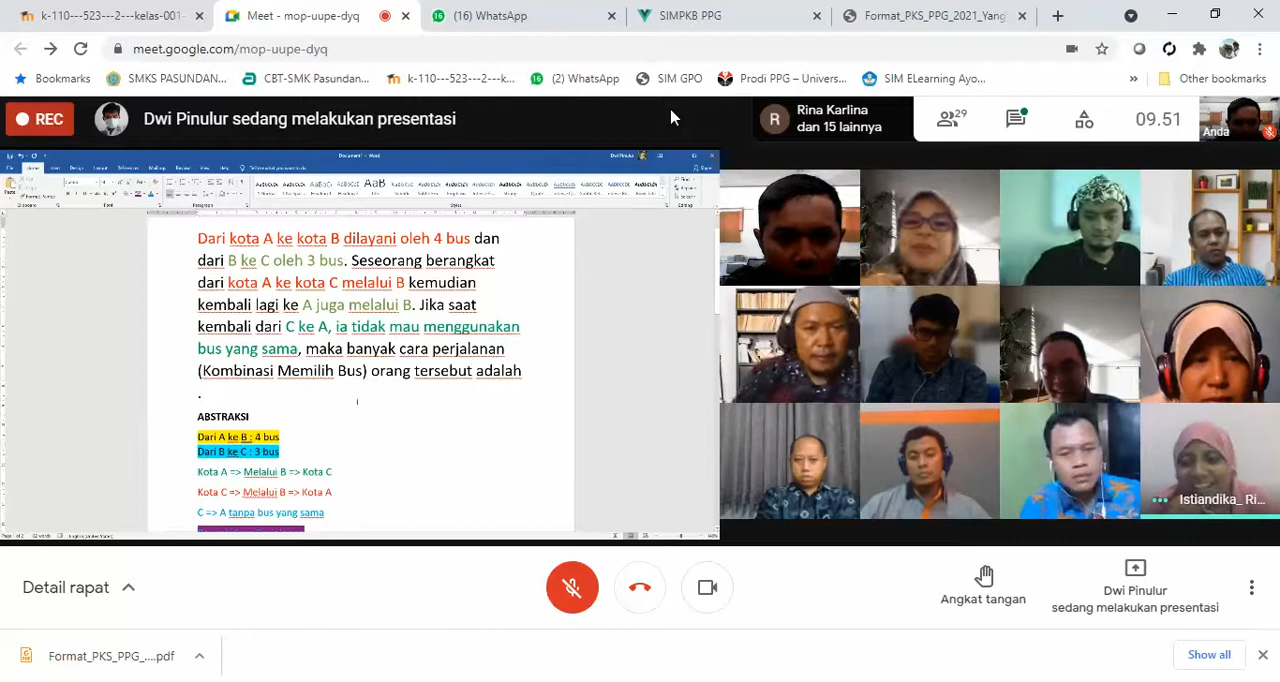 k-110---523---2---kelas-001-
Meet - mop-uupe-dyq
(16) WhatsApp
SIMPKB PPG
Format_PKS_PPG_2021_Yang
meet.google.com/mop-uupe-dyq
Bookmarks
SMKS PASUNDAN...
CBT-SMK Pasundan...
k-110---523---2---k...
(2) WhatsApp
SIM GPO
Prodi PPG – Univers...
SIM ELearning Ayo...
»
Other bookmarks
REC
Dwi Pinulur sedang melakukan presentasi
R
Rina Karlina
dan 15 lainnya
29
09.51
Anda
Document1 - Word
Dari kota A ke kota B dilayani oleh 4 bus dan
dari B ke C oleh 3 bus. Seseorang berangkat
dari kota A ke kota C melalui B kemudian
kembali lagi ke A juga melalui B. Jika saat
kembali dari C ke A, ia tidak mau menggunakan
bus yang sama, maka banyak cara perjalanan
(Kombinasi Memilih Bus) orang tersebut adalah
.
ABSTRAKSI
Dari A ke B : 4 bus
Dari B ke C : 3 bus
Kota A => Melalui B => Kota C
Kota C => Melalui B => Kota A
C => A tanpa bus yang sama
Istiandika_ Ri...
Detail rapat
Angkat tangan
Dwi Pinulur
sedang melakukan presentasi
Format_PKS_PPG_....pdf
Show all